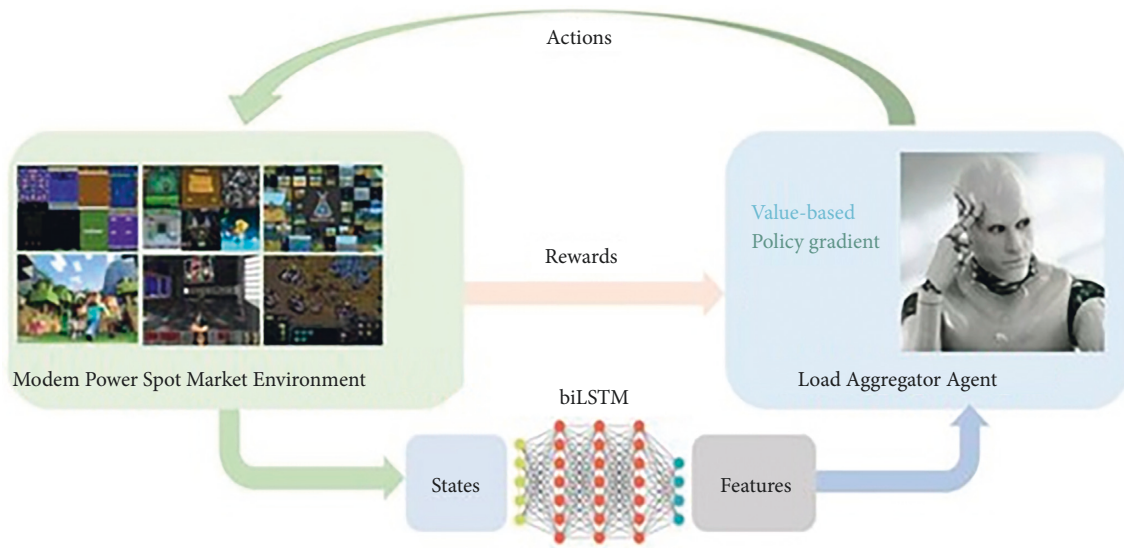 Actions
Value-based
Policy gradient
Rewards
Modem Power Spot Market Environment
Load Aggregator Agent
biLSTM
States
Features